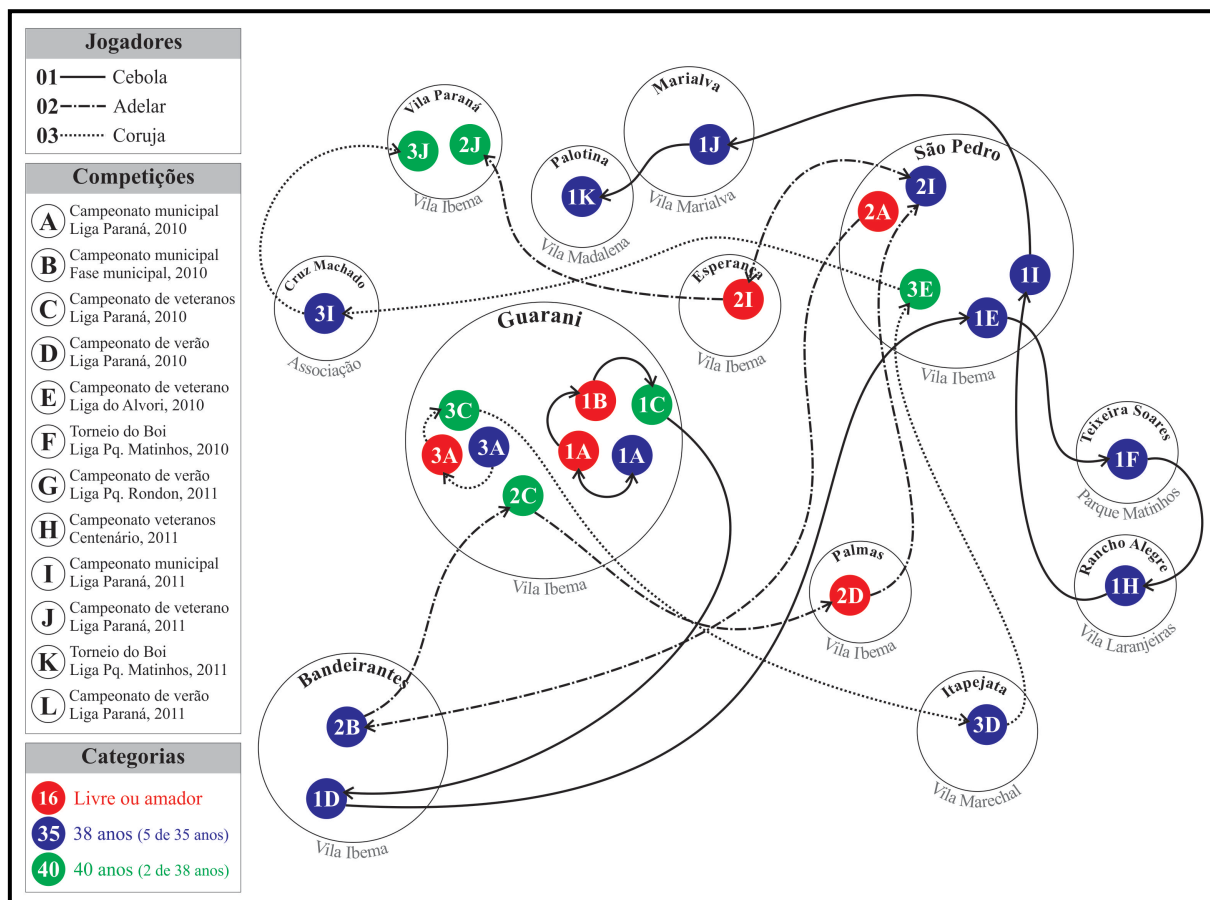 Jogadores
01 Cebola
02 Adelar
03 Coruja
Competições
A Campeonato municipal
Liga Paraná, 2010
B Campeonato municipal
Fase municipal, 2010
C Campeonato de veteranos
Liga Paraná, 2010
D Campeonato de verão
Liga Paraná, 2010
E Campeonato de veterano
Liga do Alvori, 2010
F Torneio do Boi
Liga Pq. Matinhos, 2010
G Campeonato de verão
Liga Pq. Rondon, 2011
H Campeonato veteranos
Centenário, 2011
I Campeonato municipal
Liga Paraná, 2011
J Campeonato de veterano
Liga Paraná, 2011
K Torneio do Boi
Liga Pq. Matinhos, 2011
L Campeonato de verão
Liga Paraná, 2011
Categorias
16 Livre ou amador
35 38 anos (5 de 35 anos)
40 40 anos (2 de 38 anos)
Vila Paraná
3J
2J
Vila Ibema
Marialva
1J
Vila Marialva
Palotina
1K
Vila Madalena
São Pedro
2I
2A
1I
3E
1E
Vila Ibema
Cruz Machado
3I
Associação
Esperança
2I
Vila Ibema
Guarani
1B
1C
3C
3A
3A
1A
1A
2C
Vila Ibema
Teixeira Soares
1F
Parque Matinhos
Palmas
2D
Vila Ibema
Rancho Alegre
1H
Vila Laranjeiras
Bandeirantes
2B
1D
Vila Ibema
Itapejata
3D
Vila Marechal